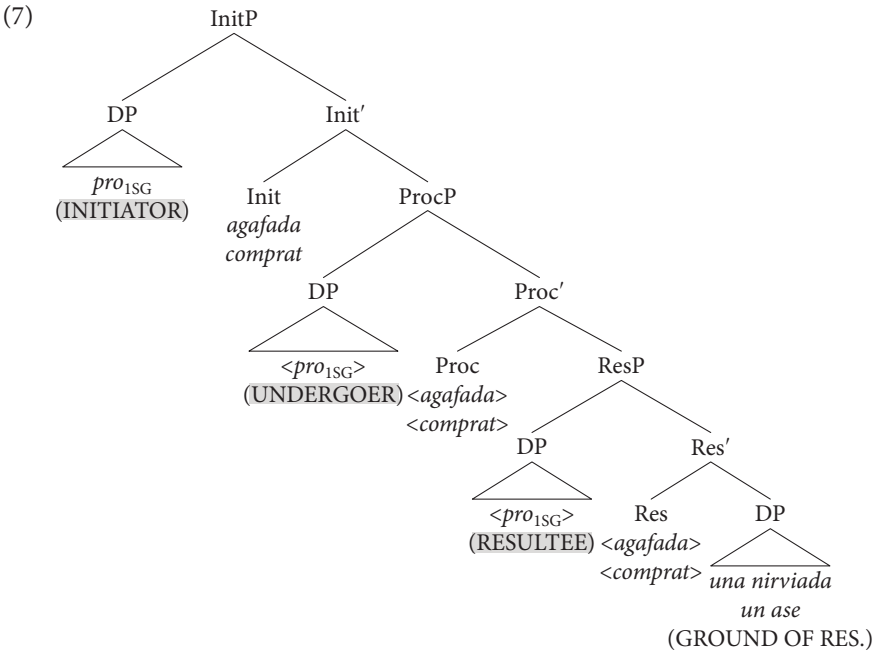 (7)
InitP
DP Init′
pro1SG Init ProcP
(INITIATOR) agafada
comprat
DP Proc′
<pro1SG> Proc ResP
(UNDERGOER) <agafada>
<comprat>
DP Res′
<pro1SG> Res DP
(RESULTEE) <agafada>
<comprat> una nirviada
un ase
(GROUND OF RES.)